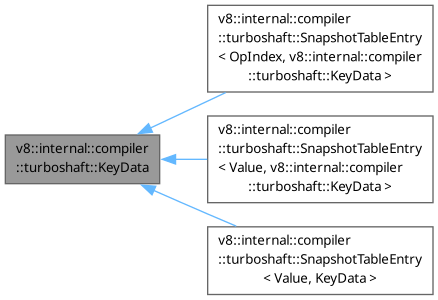 v8::internal::compiler
::turboshaft::SnapshotTableEntry
< OpIndex, v8::internal::compiler
::turboshaft::KeyData >
v8::internal::compiler
::turboshaft::KeyData
v8::internal::compiler
::turboshaft::SnapshotTableEntry
< Value, v8::internal::compiler
::turboshaft::KeyData >
v8::internal::compiler
::turboshaft::SnapshotTableEntry
< Value, KeyData >